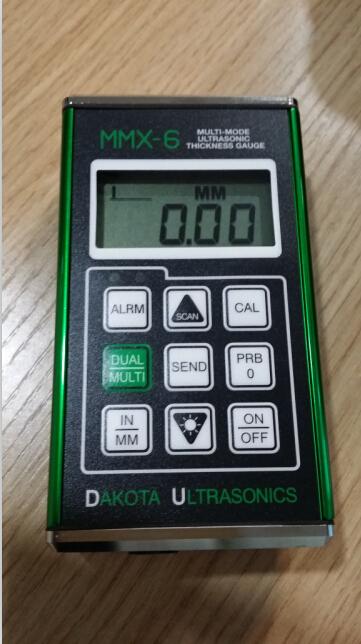 MMX-6
MULTI-MODE
ULTRASONIC
THICKNESS GAUGE
MM
0.00
ALRM
SCAN
CAL
DUAL
MULTI
SEND
PRB
0
IN
MM
ON
OFF
DAKOTA ULTRASONICS